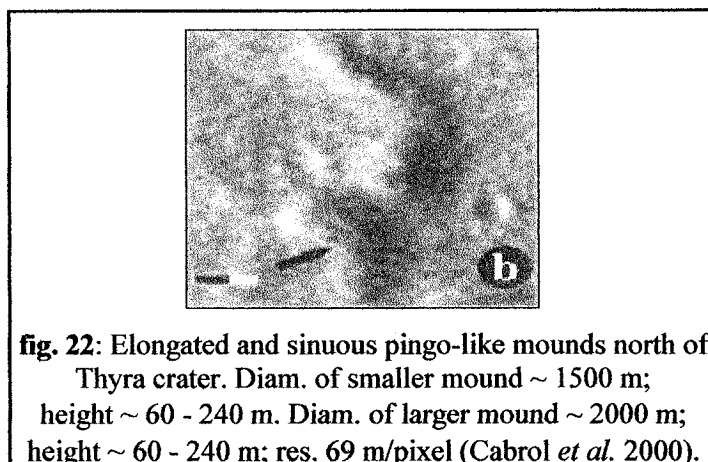 b
fig. 22: Elongated and sinuous pingo-like mounds north of
Thyra crater. Diam. of smaller mound ~ 1500 m;
height ~ 60 - 240 m. Diam. of larger mound ~ 2000 m;
height ~ 60 - 240 m; res. 69 m/pixel (Cabrol et al. 2000).